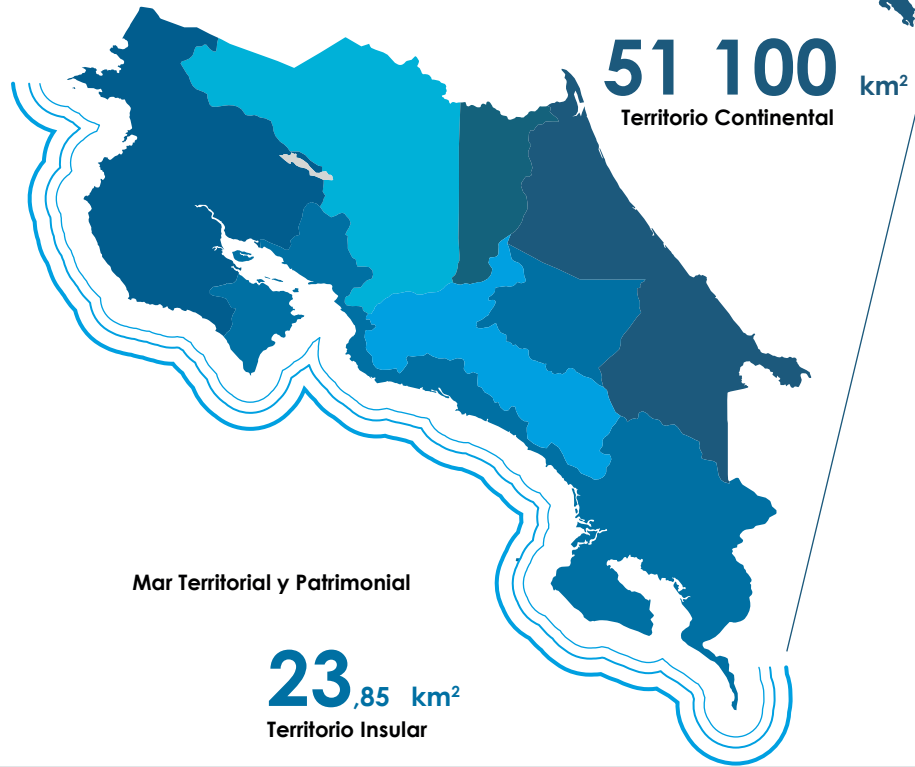 51 100 km²
Territorio Continental
Mar Territorial y Patrimonial
23,85 km²
Territorio Insular